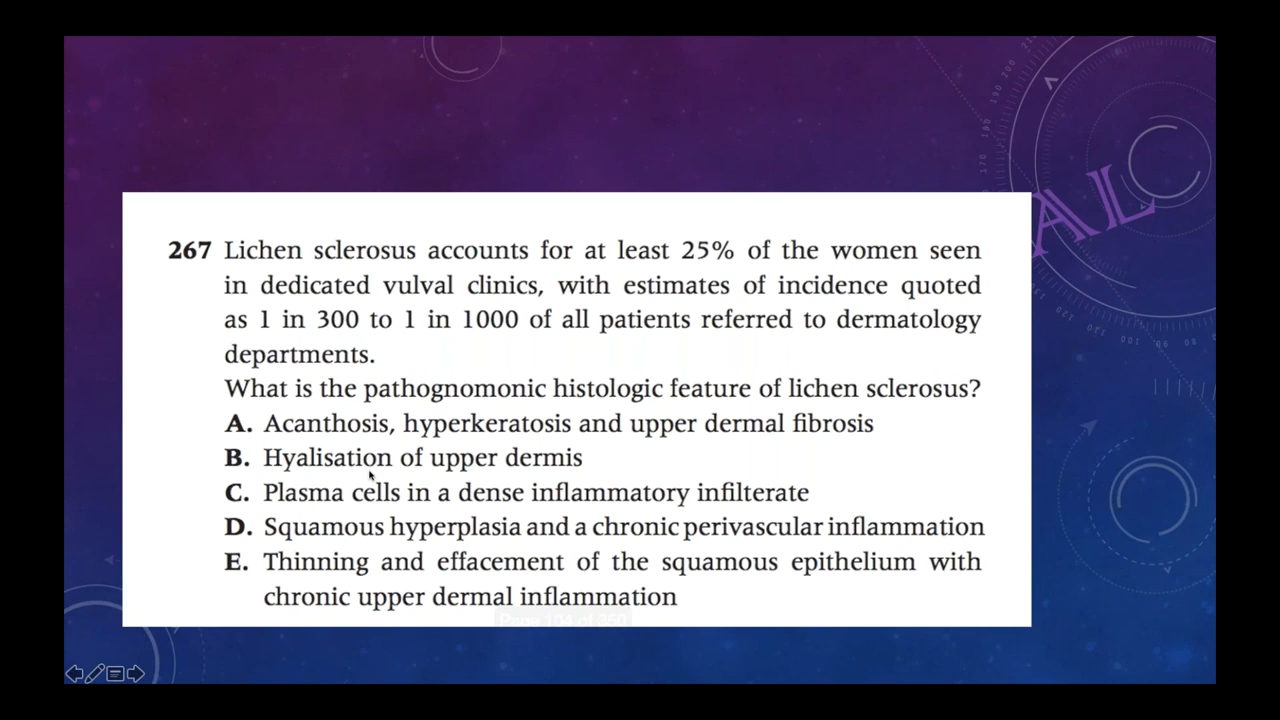 267 Lichen sclerosus accounts for at least 25% of the women seen
in dedicated vulval clinics, with estimates of incidence quoted
as 1 in 300 to 1 in 1000 of all patients referred to dermatology
departments.
What is the pathognomonic histologic feature of lichen sclerosus?
A. Acanthosis, hyperkeratosis and upper dermal fibrosis
B. Hyalisation of upper dermis
C. Plasma cells in a dense inflammatory infilterate
D. Squamous hyperplasia and a chronic perivascular inflammation
E. Thinning and effacement of the squamous epithelium with
chronic upper dermal inflammation
AL